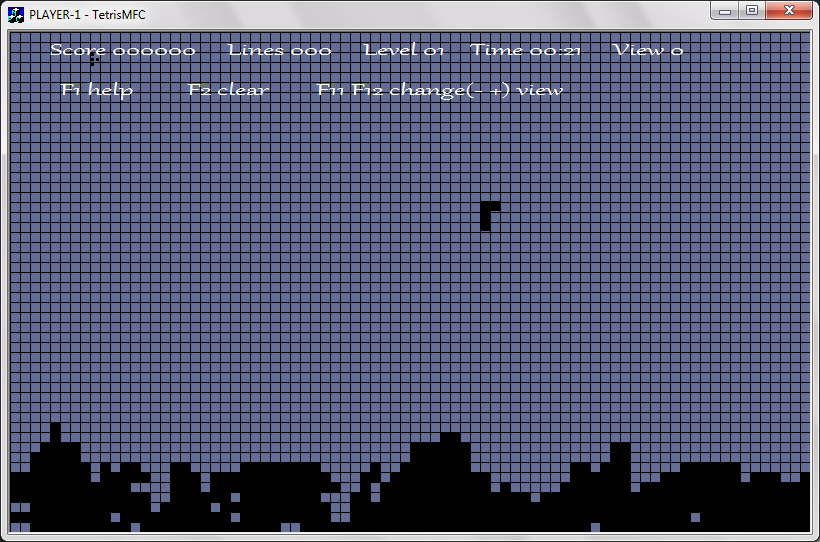 PLAYER-1 - TetrisMFC
Score 000000 Lines 000 Level 01 Time 00:21 View 0
F1 help F2 clear F11 F12 change(- +) view